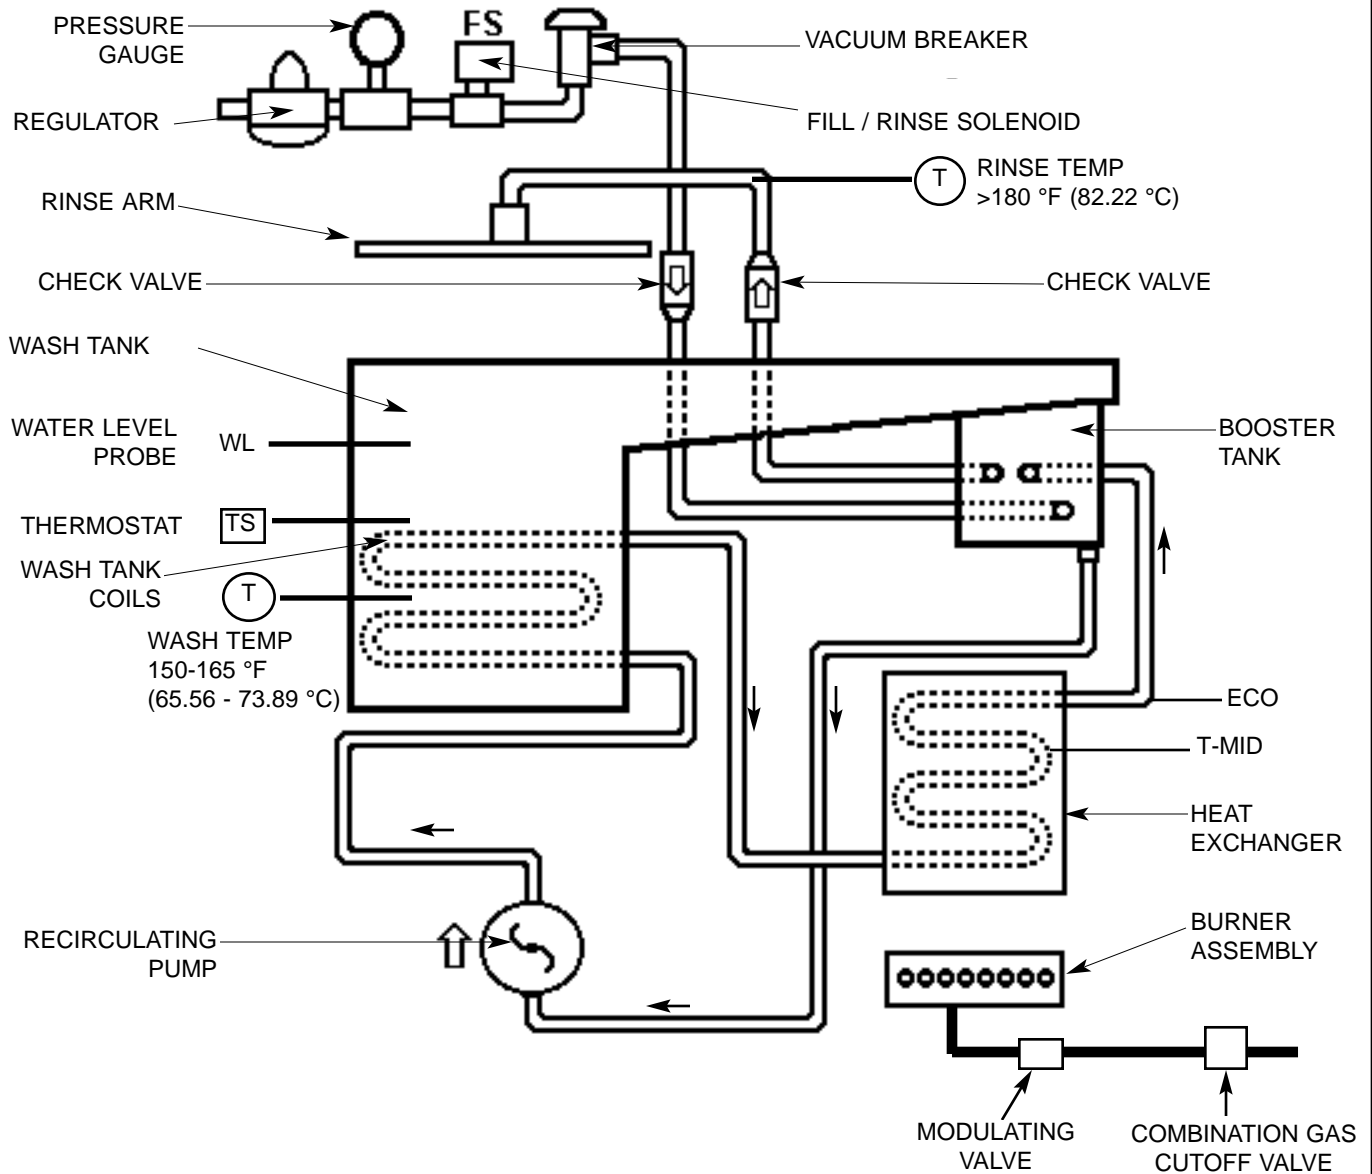 PRESSURE
GAUGE
FS
VACUUM BREAKER
REGULATOR
FILL / RINSE SOLENOID
T
RINSE TEMP
>180 °F (82.22 °C)
RINSE ARM
CHECK VALVE
CHECK VALVE
WASH TANK
WATER LEVEL
PROBE
WL
BOOSTER
TANK
THERMOSTAT
TS
WASH TANK
COILS
T
WASH TEMP
150-165 °F
(65.56 - 73.89 °C)
ECO
T-MID
HEAT
EXCHANGER
RECIRCULATING
PUMP
BURNER
ASSEMBLY
MODULATING
VALVE
COMBINATION GAS
CUTOFF VALVE